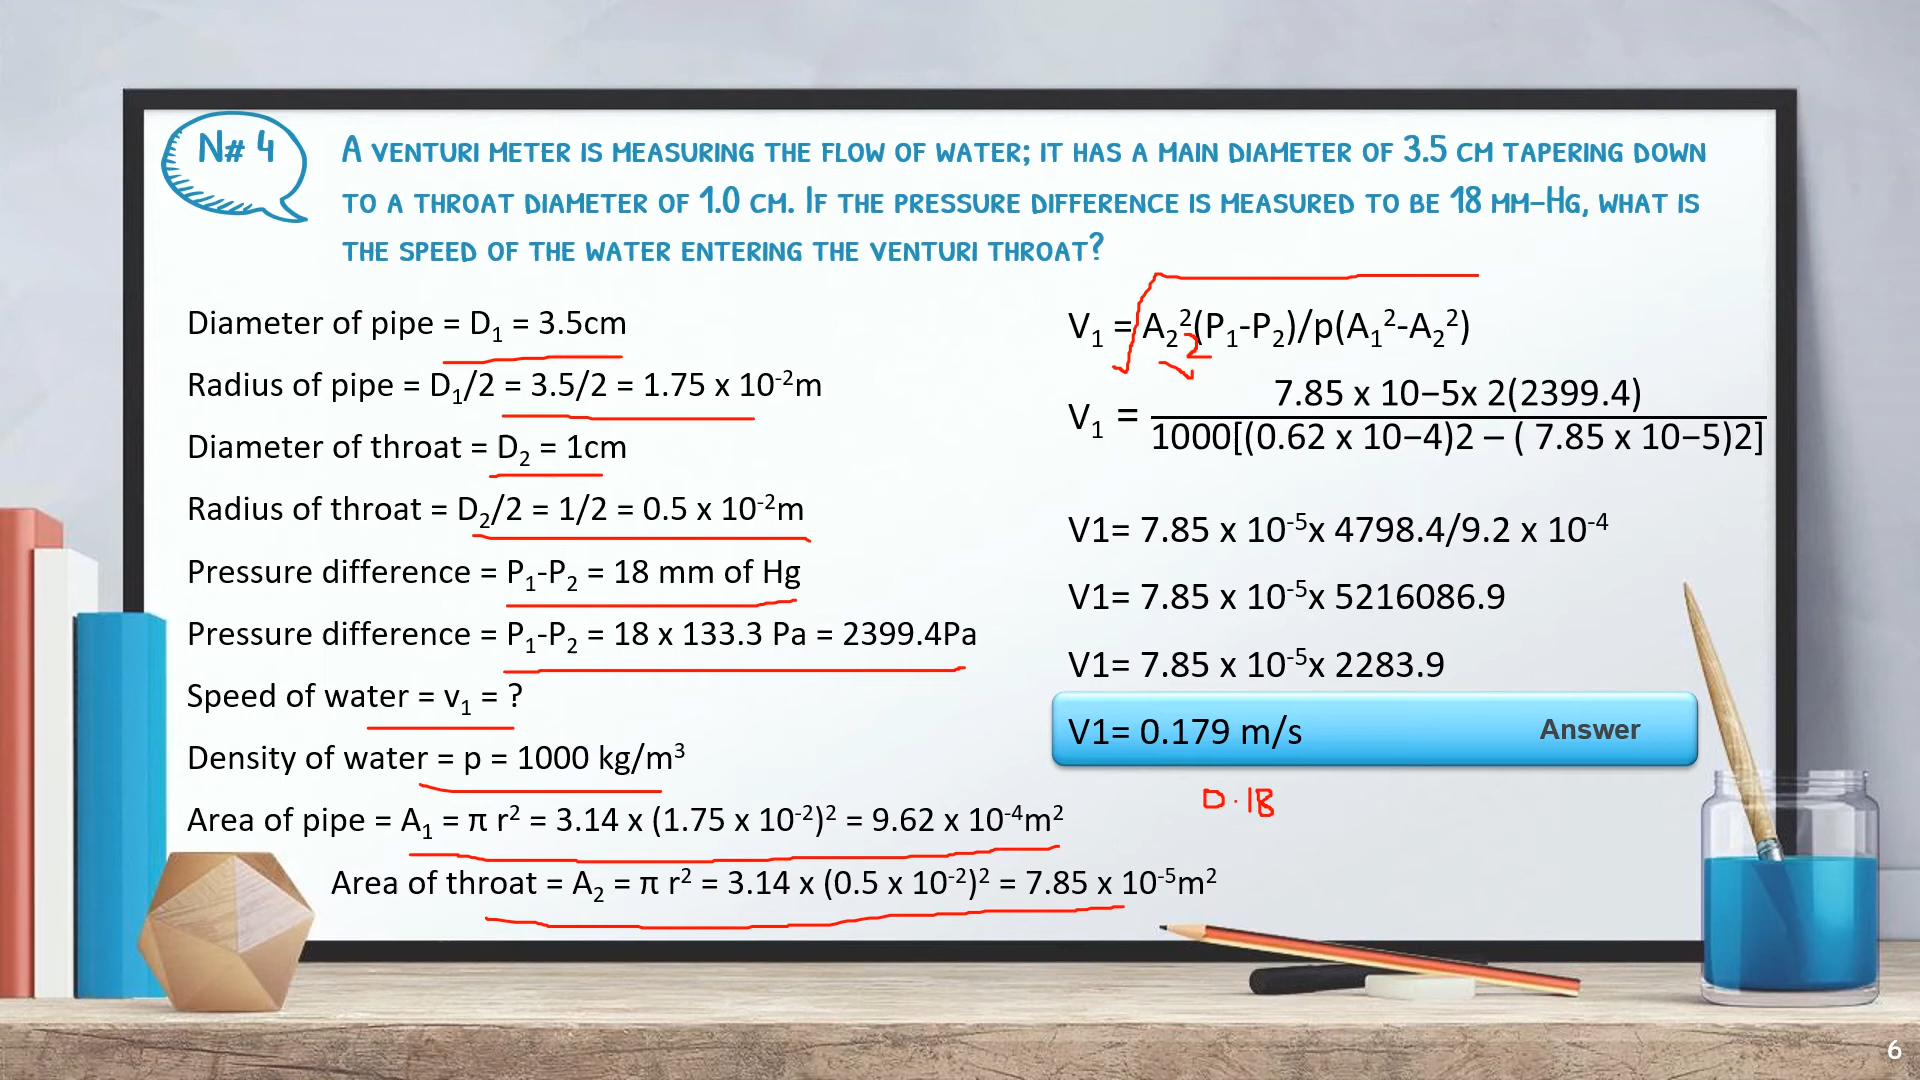 N# 4
A VENTURI METER IS MEASURING THE FLOW OF WATER; IT HAS A MAIN DIAMETER OF 3.5 CM TAPERING DOWN
TO A THROAT DIAMETER OF 1.0 CM. IF THE PRESSURE DIFFERENCE IS MEASURED TO BE 18 MM-HG, WHAT IS
THE SPEED OF THE WATER ENTERING THE VENTURI THROAT?
Diameter of pipe = D₁ = 3.5cm
Radius of pipe = D₁/2 = 3.5/2 = 1.75 x 10⁻²m
Diameter of throat = D₂ = 1cm
Radius of throat = D₂/2 = 1/2 = 0.5 x 10⁻²m
Pressure difference = P₁-P₂ = 18 mm of Hg
Pressure difference = P₁-P₂ = 18 x 133.3 Pa = 2399.4Pa
Speed of water = v₁ = ?
Density of water = p = 1000 kg/m³
Area of pipe = A₁ = π r² = 3.14 x (1.75 x 10⁻²)² = 9.62 x 10⁻⁴m²
Area of throat = A₂ = π r² = 3.14 x (0.5 x 10⁻²)² = 7.85 x 10⁻⁵m²
V₁ = A₂²(P₁-P₂)/p(A₁²-A₂²)
2
V₁ = 7.85 x 10−5x 2(2399.4)
1000[(0.62 x 10−4)2 – ( 7.85 x 10−5)2]
V1= 7.85 x 10⁻⁵x 4798.4/9.2 x 10⁻⁴
V1= 7.85 x 10⁻⁵x 5216086.9
V1= 7.85 x 10⁻⁵x 2283.9
V1= 0.179 m/s Answer
0.18
6